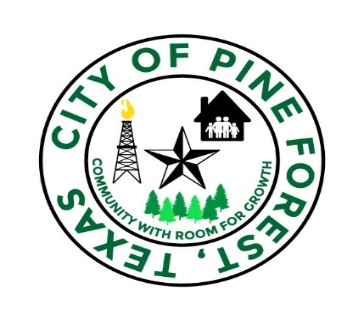 CITY OF PINE FOREST, TEXAS
COMMUNITY WITH ROOM FOR GROWTH